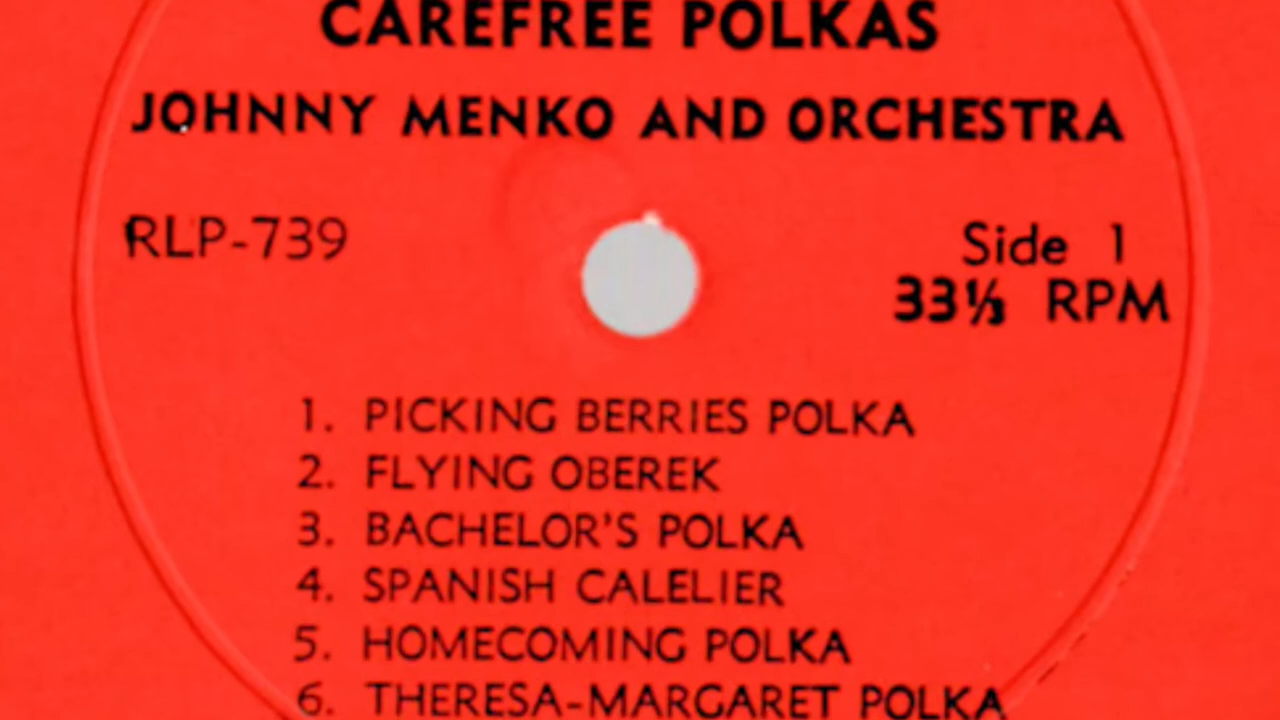 CAREFREE POLKAS
JOHNNY MENKO AND ORCHESTRA
RLP-739
Side 1
33⅓ RPM
1. PICKING BERRIES POLKA
2. FLYING OBEREK
3. BACHELOR'S POLKA
4. SPANISH CALELIER
5. HOMECOMING POLKA
6. THERESA-MARGARET POLKA